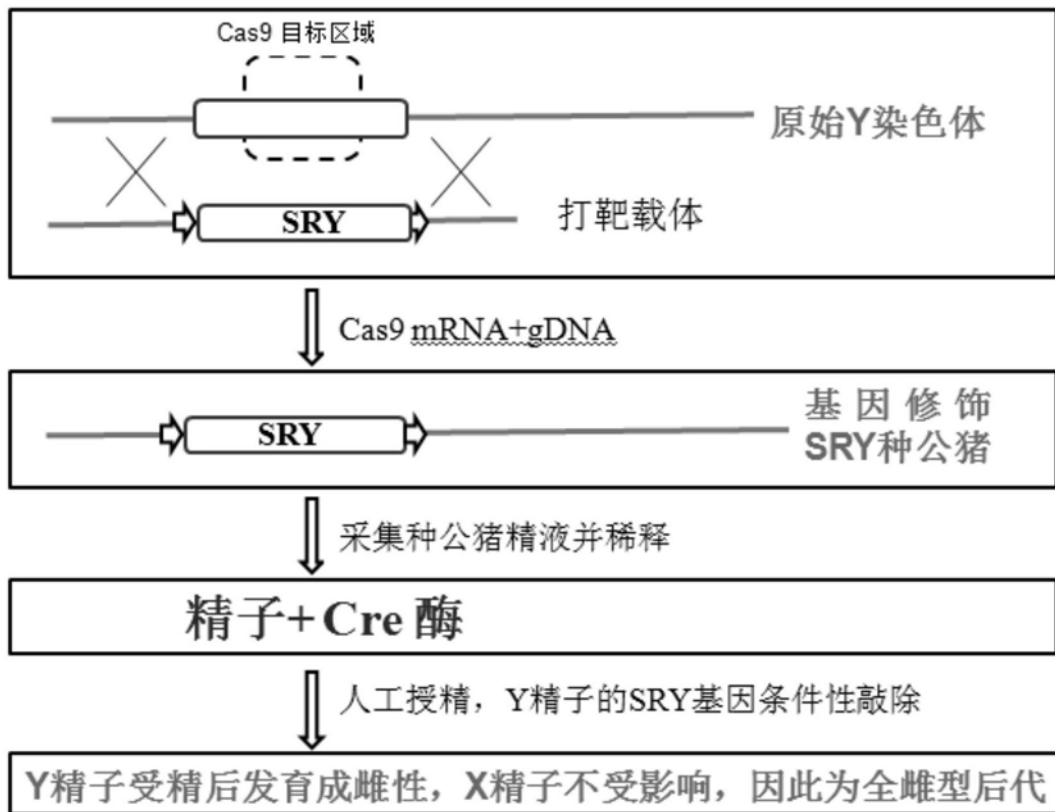 Cas9 目标区域
原始Y染色体
SRY
打靶载体
Cas9 mRNA+gDNA
SRY
基因修饰
SRY种公猪
采集种公猪精液并稀释
精子+Cre 酶
人工授精，Y精子的SRY基因条件性敲除
Y精子受精后发育成雌性，X精子不受影响，因此为全雌型后代